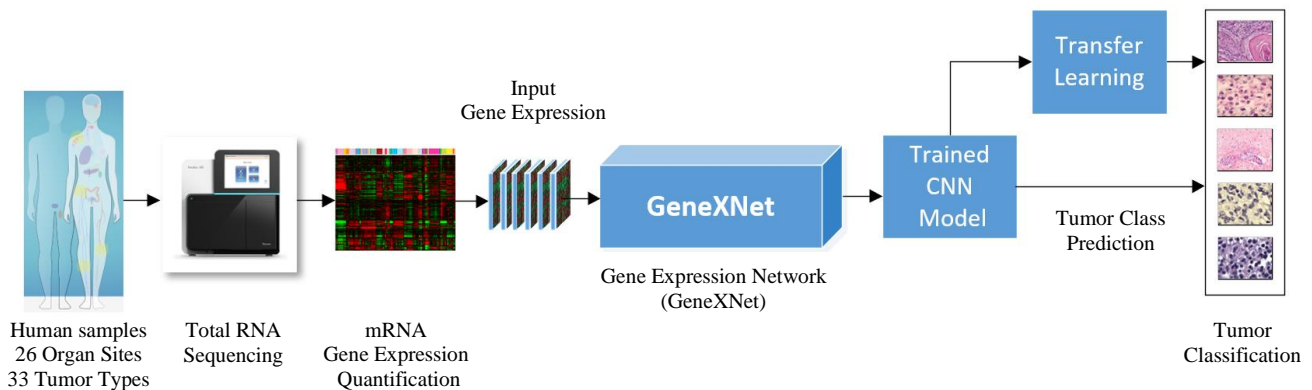 Human samples
26 Organ Sites
33 Tumor Types
Total RNA
Sequencing
mRNA
Gene Expression
Quantification
Input
Gene Expression
GeneXNet
Gene Expression Network
(GeneXNet)
Trained
CNN
Model
Transfer
Learning
Tumor Class
Prediction
Tumor
Classification